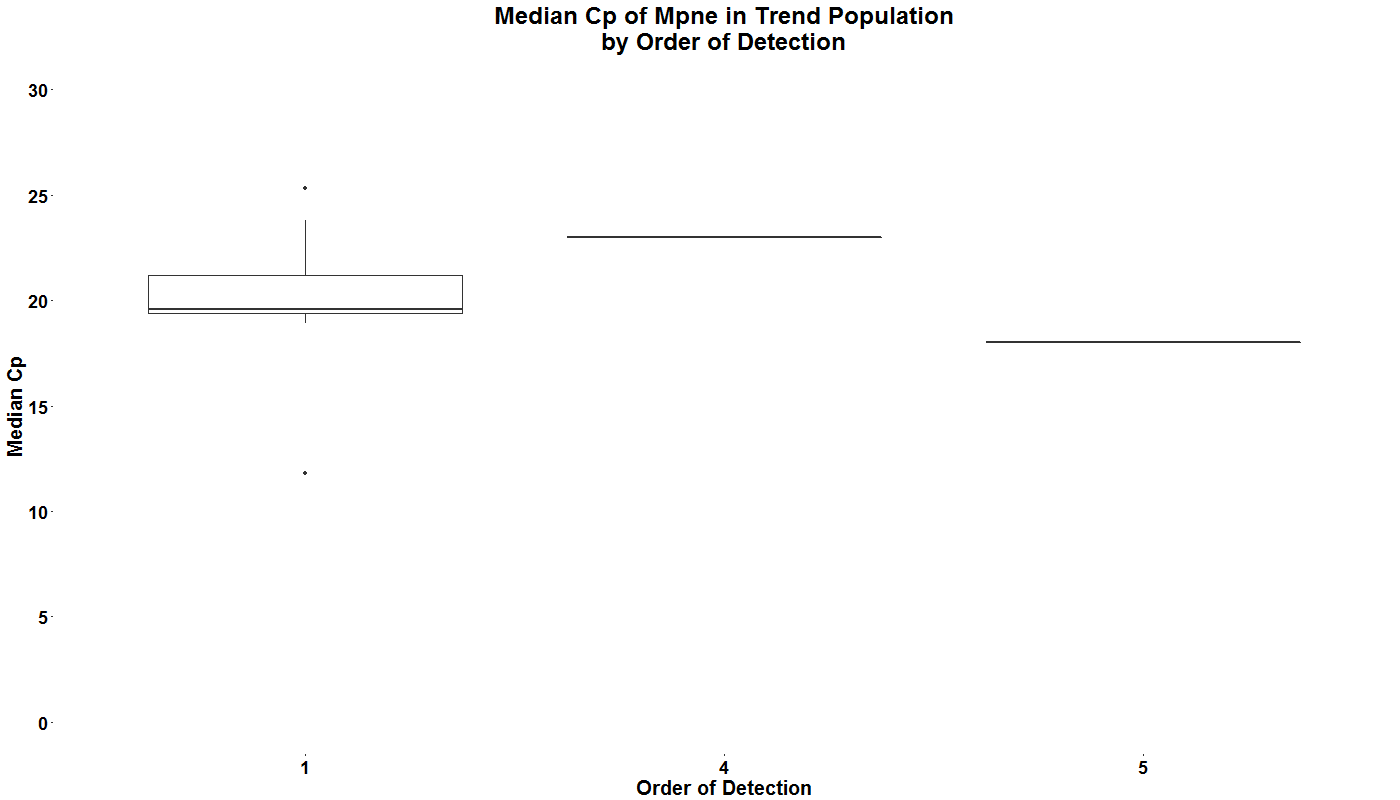 Median Cp of Mpne in Trend Population
by Order of Detection
30
25
20
15
10
5
0
Median Cp
1 4 5
Order of Detection